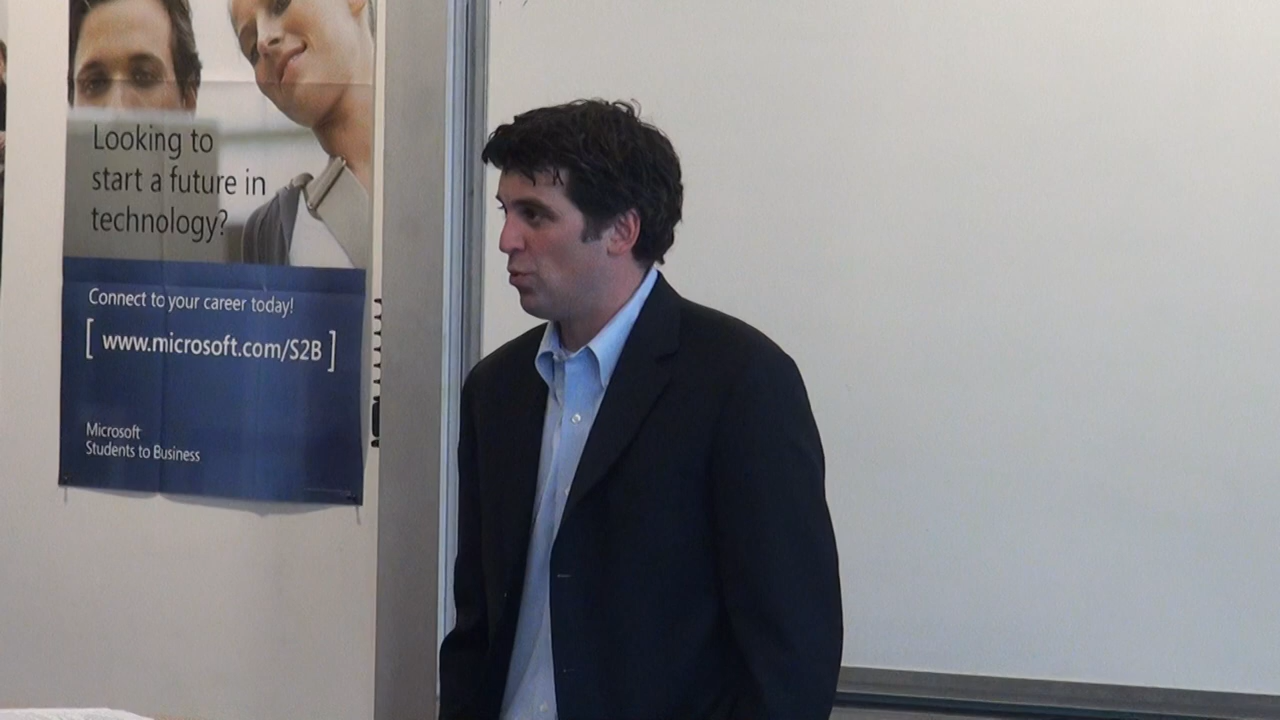 Looking to
start a future in
technology?
Connect to your career today!
[ www.microsoft.com/S2B ]
Microsoft
Students to Business